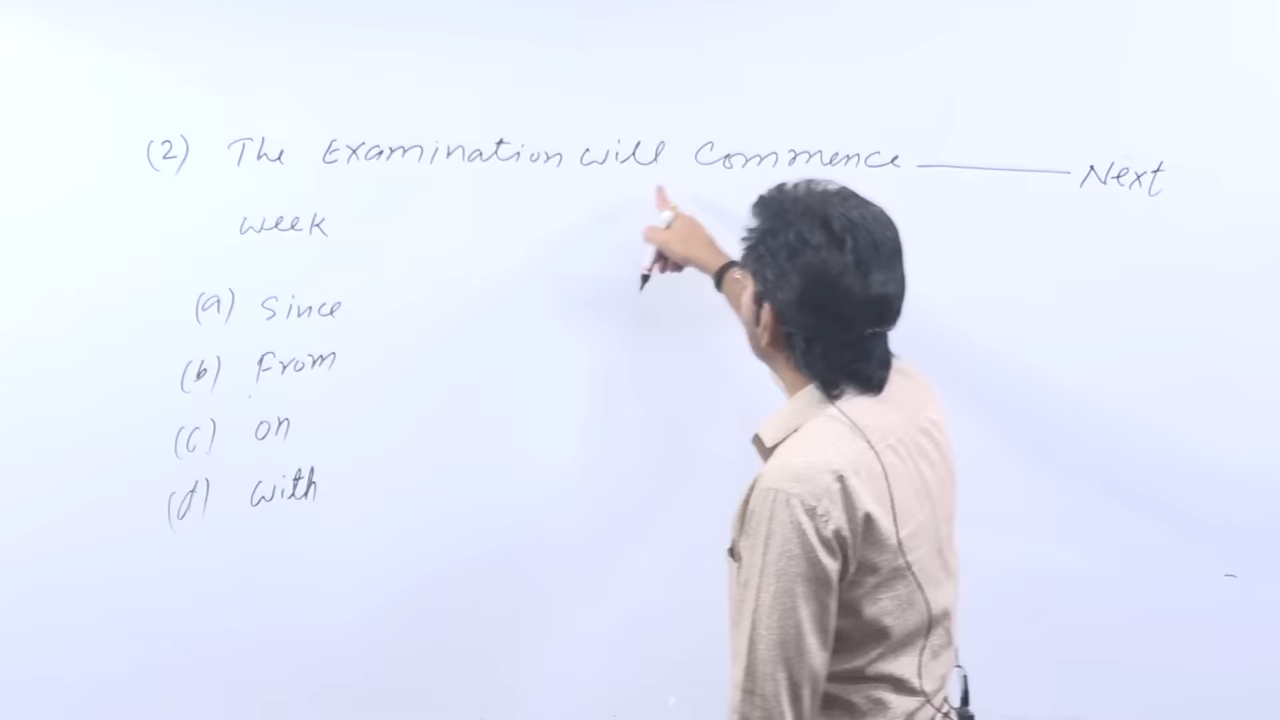 (2) The Examination will Commence ______ Next
week
(a) Since
(b) From
(c) on
(d) with